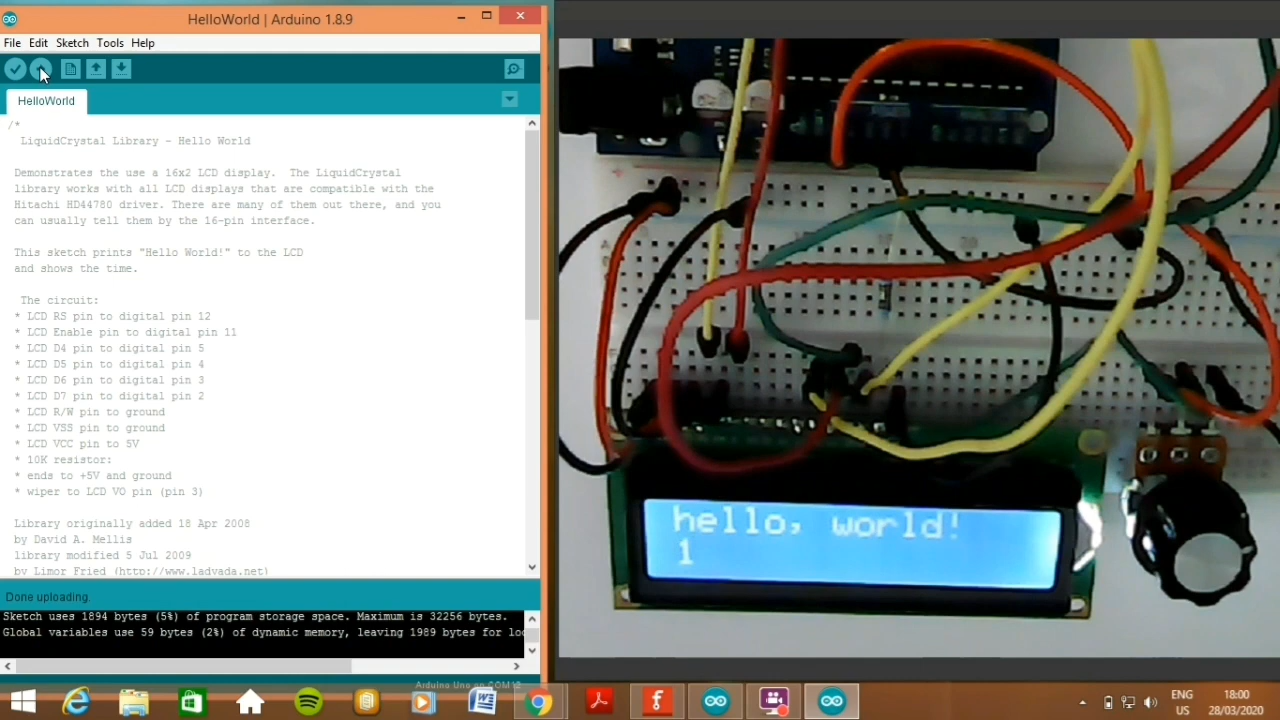 HelloWorld | Arduino 1.8.9
File Edit Sketch Tools Help
HelloWorld
/*
LiquidCrystal Library - Hello World
Demonstrates the use a 16x2 LCD display.  The LiquidCrystal
library works with all LCD displays that are compatible with the
Hitachi HD44780 driver. There are many of them out there, and you
can usually tell them by the 16-pin interface.
This sketch prints "Hello World!" to the LCD
and shows the time.
The circuit:
* LCD RS pin to digital pin 12
* LCD Enable pin to digital pin 11
* LCD D4 pin to digital pin 5
* LCD D5 pin to digital pin 4
* LCD D6 pin to digital pin 3
* LCD D7 pin to digital pin 2
* LCD R/W pin to ground
* LCD VSS pin to ground
* LCD VCC pin to 5V
* 10K resistor:
* ends to +5V and ground
* wiper to LCD VO pin (pin 3)
Library originally added 18 Apr 2008
by David A. Mellis
library modified 5 Jul 2009
by Limor Fried (http://www.ladyada.net)
Done uploading.
Sketch uses 1894 bytes (5%) of program storage space. Maximum is 32256 bytes.
Global variables use 59 bytes (2%) of dynamic memory, leaving 1989 bytes for loc
hello, world!
1
ENG
US
18:00
28/03/2020